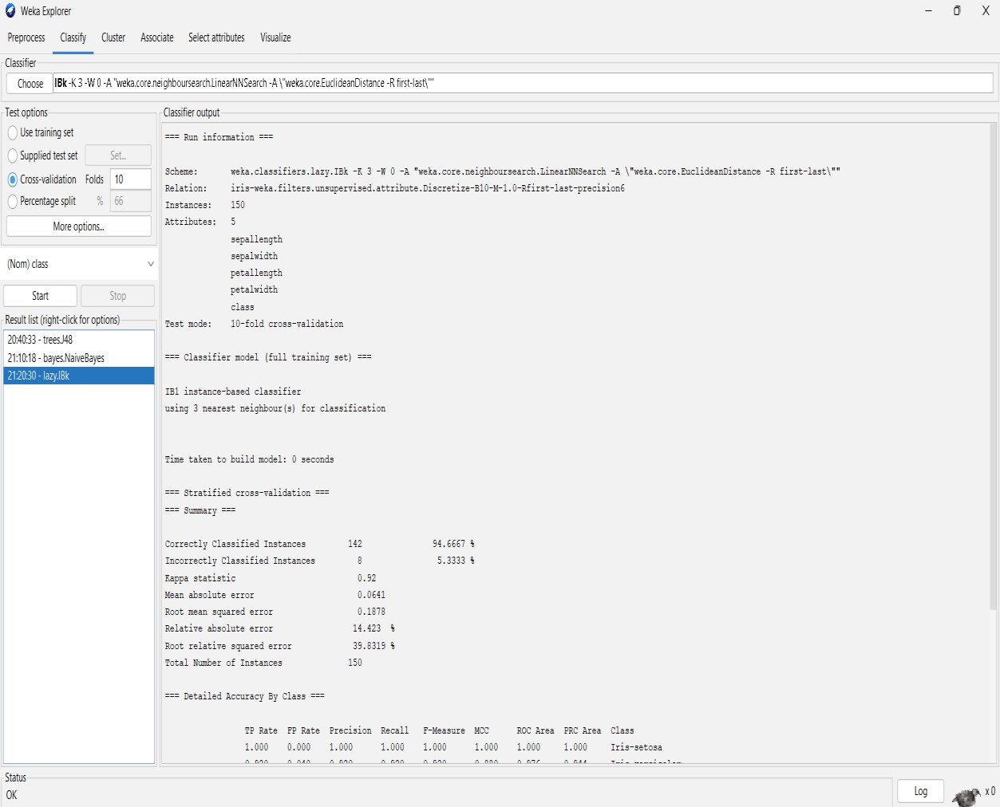 Weka Explorer
Preprocess Classify Cluster Associate Select attributes Visualize
Classifier
Choose IBk -K 3 -W 0 -A "weka.core.neighboursearch.LinearNNSearch -A \"weka.core.EuclideanDistance -R first-last\""
Test options
Use training set
Supplied test set Set...
Cross-validation Folds 10
Percentage split % 66
More options...
(Nom) class
Start Stop
Result list (right-click for options)
20:40:33 - trees.J48
21:10:18 - bayes.NaiveBayes
21:20:30 - lazy.IBk
Classifier output
=== Run information ===
Scheme: weka.classifiers.lazy.IBk -K 3 -W 0 -A "weka.core.neighboursearch.LinearNNSearch -A \"weka.core.EuclideanDistance -R first-last\""
Relation: iris-weka.filters.unsupervised.attribute.Discretize-B10-M-1.0-Rfirst-last-precision6
Instances: 150
Attributes: 5
sepallength
sepalwidth
petallength
petalwidth
class
Test mode: 10-fold cross-validation
=== Classifier model (full training set) ===
IB1 instance-based classifier
using 3 nearest neighbour(s) for classification
Time taken to build model: 0 seconds
=== Stratified cross-validation ===
=== Summary ===
Correctly Classified Instances 142 94.6667 %
Incorrectly Classified Instances 8 5.3333 %
Kappa statistic 0.92
Mean absolute error 0.0641
Root mean squared error 0.1878
Relative absolute error 14.423 %
Root relative squared error 39.8319 %
Total Number of Instances 150
=== Detailed Accuracy By Class ===
TP Rate FP Rate Precision Recall F-Measure MCC ROC Area PRC Area Class
1.000 0.000 1.000 1.000 1.000 1.000 1.000 1.000 Iris-setosa
Status
OK
Log x 0